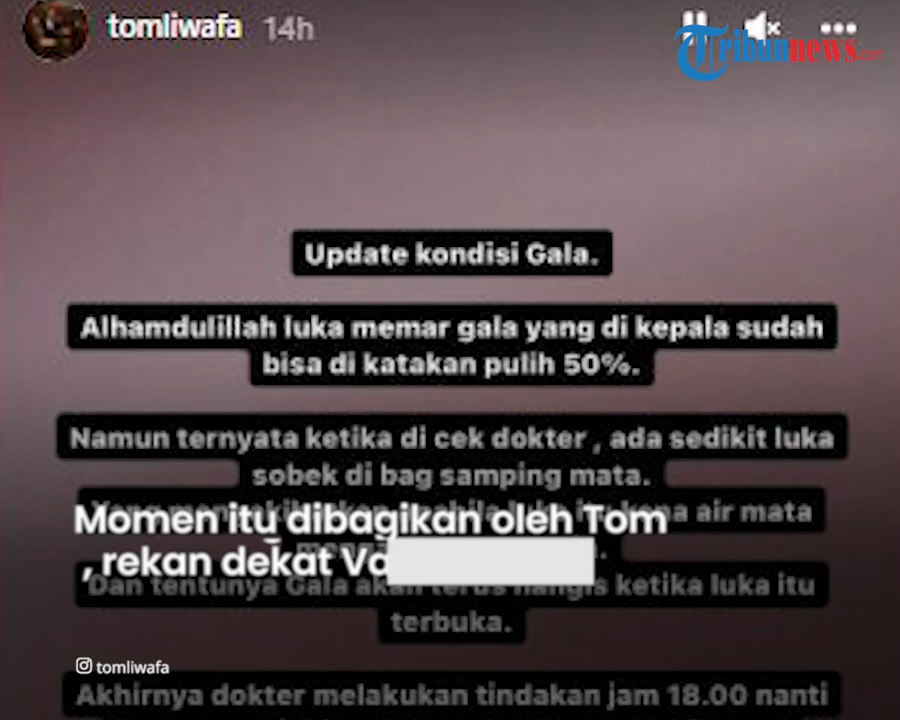 tomliwafa 14h
Tribunnews.com
Update kondisi Gala.
Alhamdulillah luka memar gala yang di kepala sudah
bisa di katakan pulih 50%.
Namun ternyata ketika di cek dokter , ada sedikit luka
sobek di bag samping mata.
air mata
Momen itu dibagikan oleh Tom
, rekan dekat
Dan tentunya Gala akan terus nangis ketika luka itu
terbuka.
tomliwafa
Akhirnya dokter melakukan tindakan jam 18.00 nanti